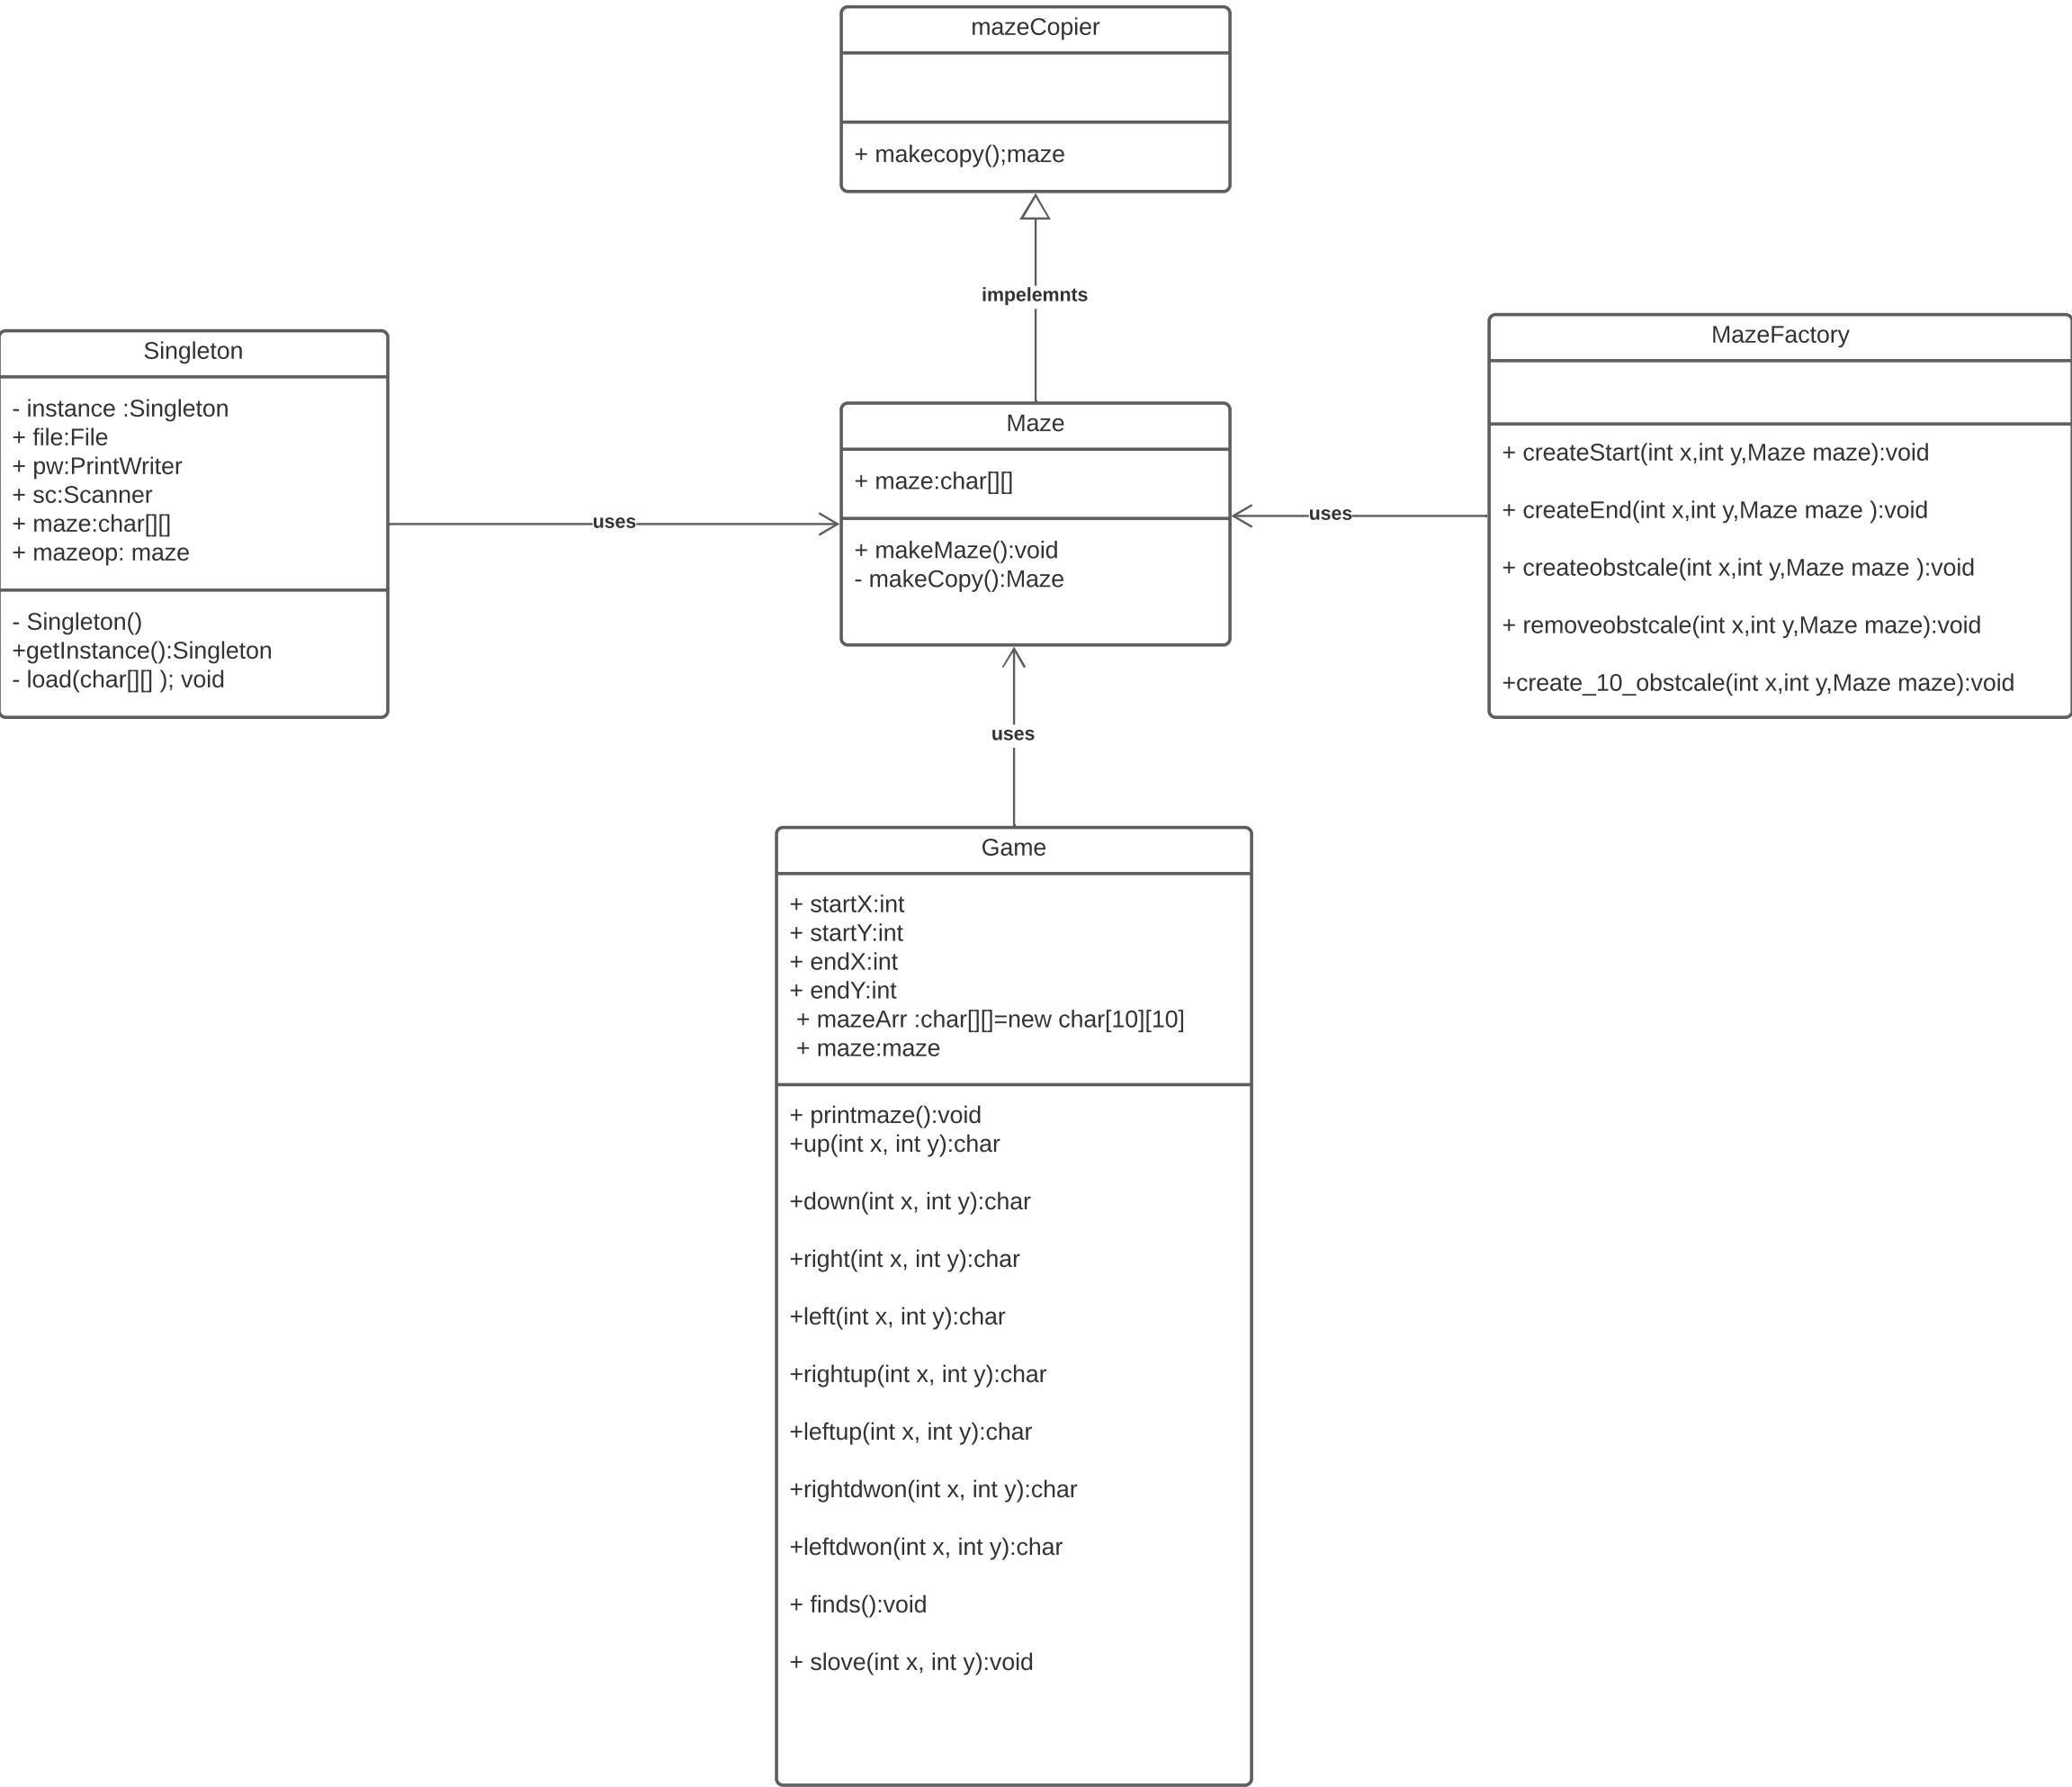 mazeCopier
+ makecopy();maze
impelemnts
Singleton
- instance :Singleton
+ file:File
+ pw:PrintWriter
+ sc:Scanner
+ maze:char[][]
+ mazeop: maze
- Singleton()
+getInstance():Singleton
- load(char[][] ); void
uses
Maze
+ maze:char[][]
+ makeMaze():void
- makeCopy():Maze
uses
MazeFactory
+ createStart(int x,int y,Maze maze):void
+ createEnd(int x,int y,Maze maze ):void
+ createobstcale(int x,int y,Maze maze ):void
+ removeobstcale(int x,int y,Maze maze):void
+create_10_obstcale(int x,int y,Maze maze):void
uses
Game
+ startX:int
+ startY:int
+ endX:int
+ endY:int
+ mazeArr :char[][]=new char[10][10]
+ maze:maze
+ printmaze():void
+up(int x, int y):char
+down(int x, int y):char
+right(int x, int y):char
+left(int x, int y):char
+rightup(int x, int y):char
+leftup(int x, int y):char
+rightdwon(int x, int y):char
+leftdwon(int x, int y):char
+ finds():void
+ slove(int x, int y):void